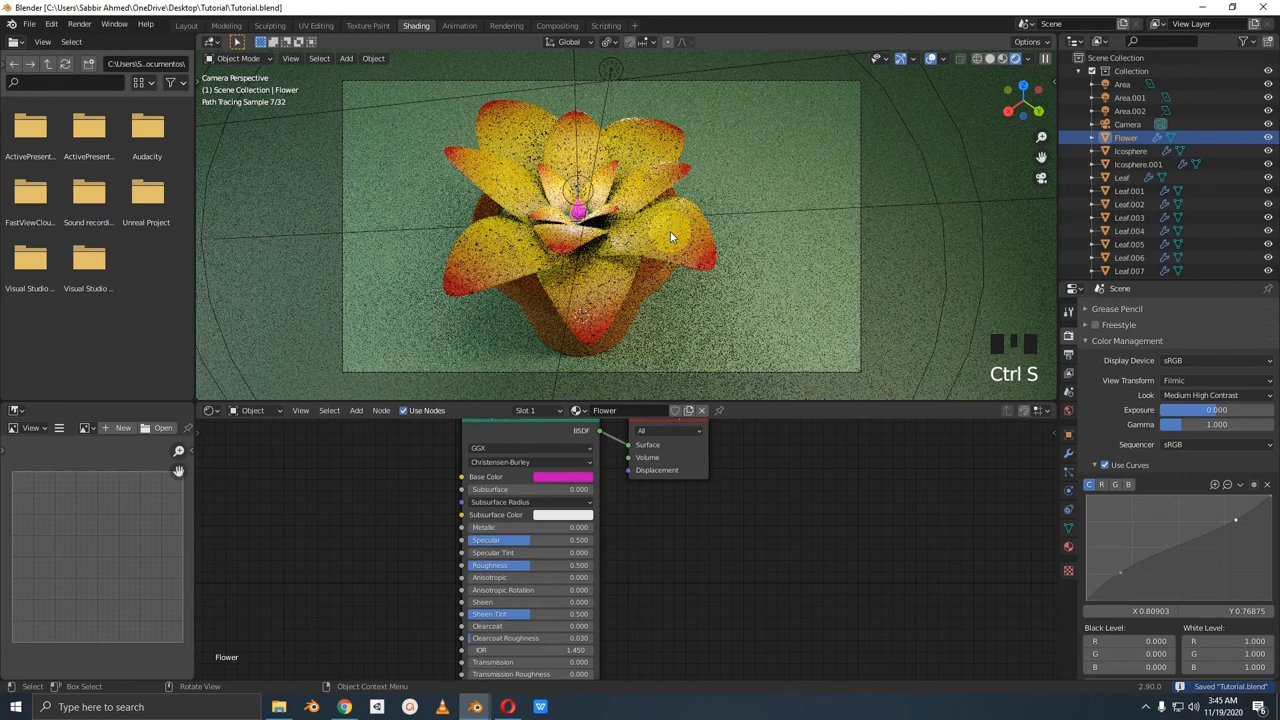 Blender [C:\Users\Sabbir Ahmed\OneDrive\Desktop\Tutorial\Tutorial.blend]
File Edit Render Window Help Layout Modeling Sculpting UV Editing Texture Paint Shading Animation Rendering Compositing Scripting Scene View Layer
View Select
Object Mode View Select Add Object Global Options
C:\Users\S...ocumentos\
Camera Perspective
(1) Scene Collection | Flower
Path Tracing Sample 7/32
ActivePresent... ActivePresent... Audacity
FastViewClou... Sound recordi... Unreal Project
Visual Studio ... Visual Studio ...
Z
X
Y
Ctrl S
Scene Collection
Collection
Area
Area.001
Area.002
Camera
Flower
Icosphere
Icosphere.001
Leaf
Leaf.001
Leaf.002
Leaf.003
Leaf.004
Leaf.005
Leaf.006
Leaf.007
Scene
Grease Pencil
Freestyle
Color Management
Display Device sRGB
View Transform Filmic
Look Medium High Contrast
Exposure 0.000
Gamma 1.000
Sequencer sRGB
Use Curves
C R G B
X 0.80903 Y 0.76875
Black Level: White Level:
R 0.000 R 1.000
G 0.000 G 1.000
B 0.000 B 1.000
View New Open
Object View Select Add Node Use Nodes Slot 1 Flower
BSDF
GGX
Christensen-Burley
Base Color
Subsurface 0.000
Subsurface Radius
Subsurface Color
Metallic 0.000
Specular 0.500
Specular Tint 0.000
Roughness 0.500
Anisotropic 0.000
Anisotropic Rotation 0.000
Sheen 0.000
Sheen Tint 0.500
Clearcoat 0.000
Clearcoat Roughness 0.030
IOR 1.450
Transmission 0.000
Transmission Roughness 0.000
All
Surface
Volume
Displacement
Flower
Select Box Select Rotate View Object Context Menu 2.90.0 Saved "Tutorial.blend"
Type here to search
3:45 AM
11/19/2020
6